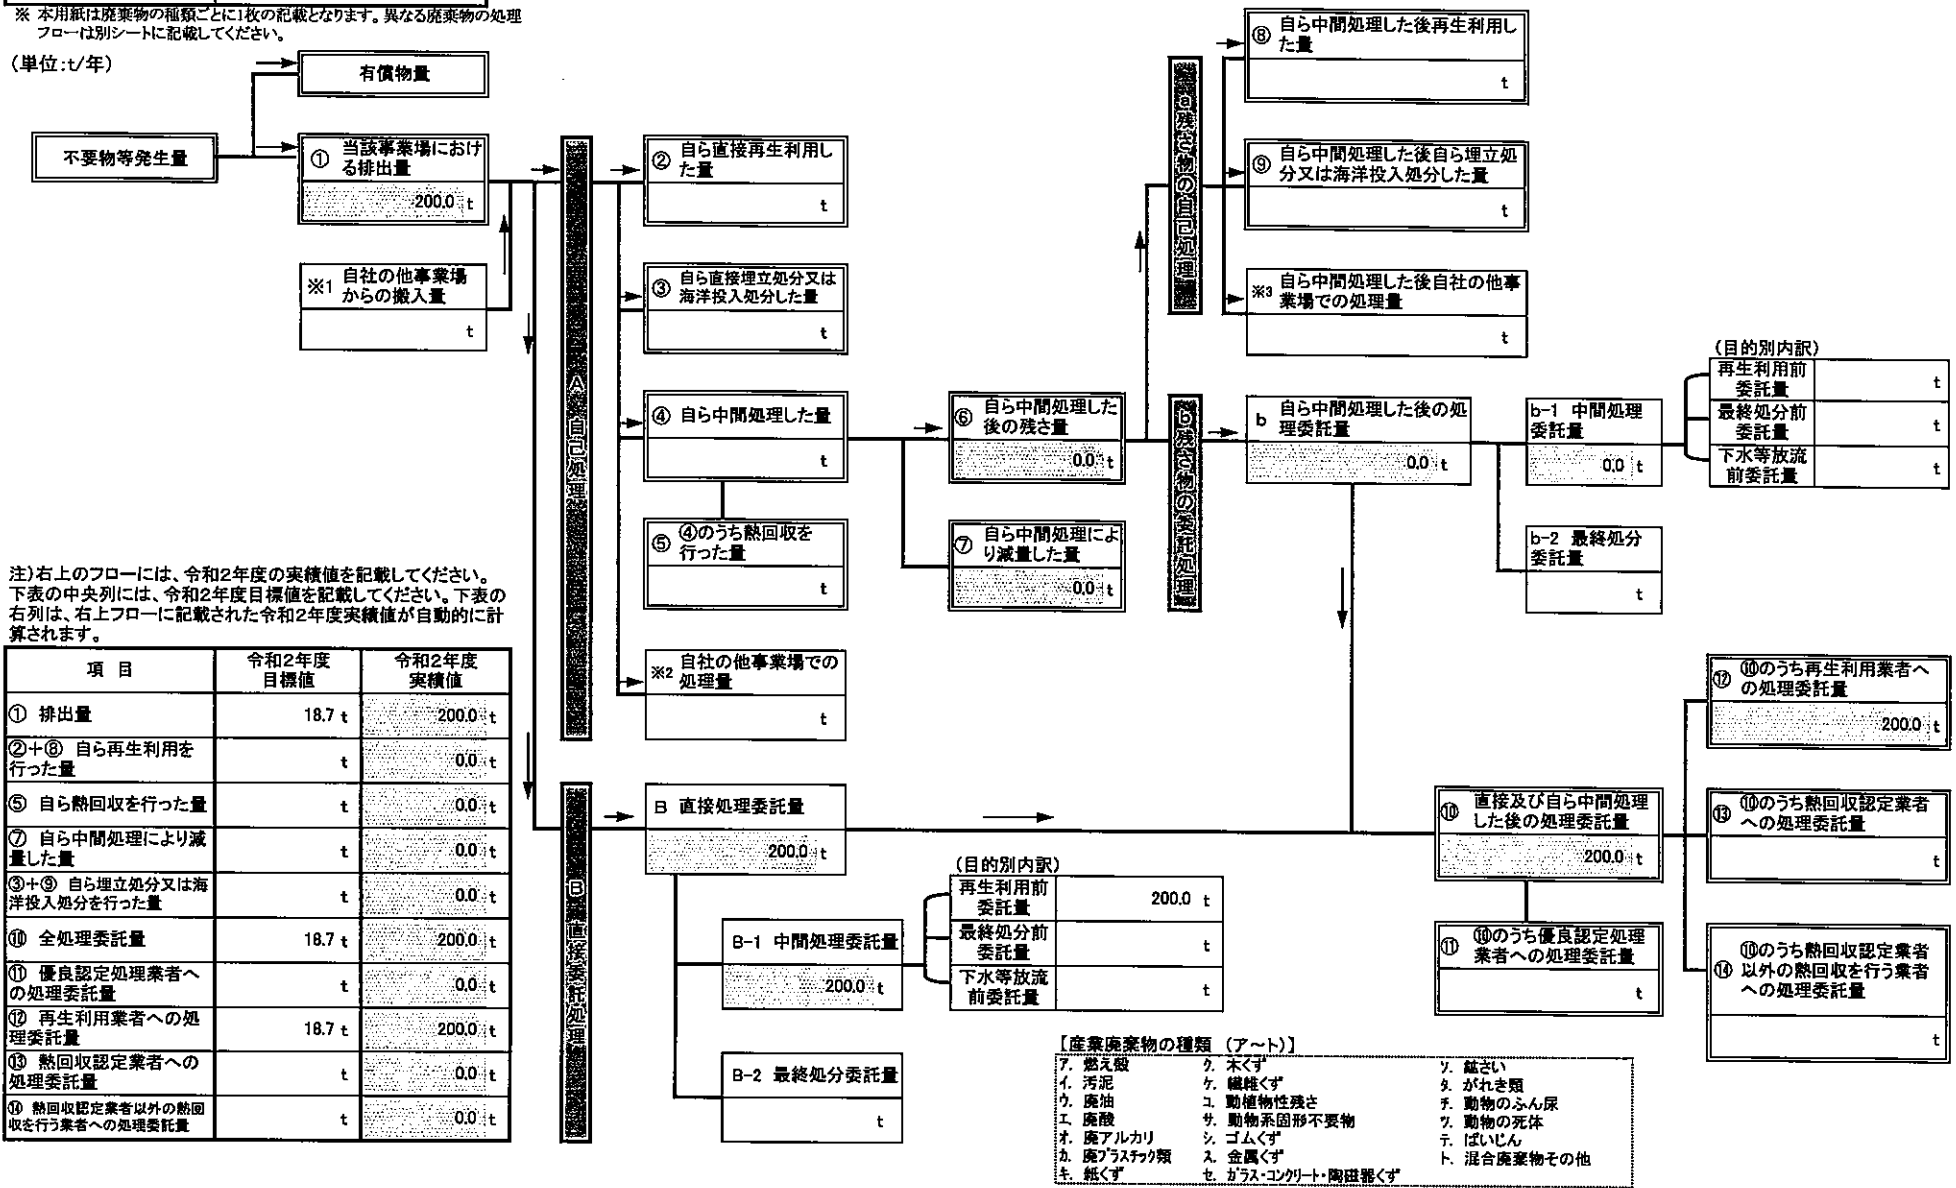 ※ 本用紙は廃棄物の種類ごとに1枚の記載となります。異なる廃棄物の処理
フローは別シートに記載してください。
(単位:t/年)
有償物量
不要物等発生量
① 当該事業場におけ
る排出量
200.0 t
※1 自社の他事業場
からの搬入量
t
A 自己処理
② 自ら直接再生利用し
た量
t
③ 自ら直接埋立処分又は
海洋投入処分した量
t
④ 自ら中間処理した量
t
⑤ ④のうち熱回収を
行った量
t
※2 自社の他事業場での
処理量
t
⑥ 自ら中間処理した
後の残さ量
0.0 t
⑦ 自ら中間処理によ
り減量した量
0.0 t
a残さ物の自己処理
⑧ 自ら中間処理した後再生利用し
た量
t
⑨ 自ら中間処理した後自ら埋立処
分又は海洋投入処分した量
t
※3 自ら中間処理した後自社の他事
業場での処理量
t
b残さ物の委託処理
b 自ら中間処理した後の処
理委託量
0.0 t
b-1 中間処理
委託量
0.0 t
(目的別内訳)
再生利用前
委託量 t
最終処分前
委託量 t
下水等放流
前委託量 t
b-2 最終処分
委託量
t
注)右上のフローには、令和2年度の実績値を記載してください。
下表の中央列には、令和2年度目標値を記載してください。下表の
右列は、右上フローに記載された令和2年度実績値が自動的に計
算されます。
項 目 令和2年度
目標値 令和2年度
実績値
① 排出量 18.7 t 200.0 t
②+⑧ 自ら再生利用を
行った量 t 0.0 t
⑤ 自ら熱回収を行った量 t 0.0 t
⑦ 自ら中間処理により減
量した量 t 0.0 t
③+⑨ 自ら埋立処分又は海
洋投入処分を行った量 t 0.0 t
⑩ 全処理委託量 18.7 t 200.0 t
⑪ 優良認定処理業者へ
の処理委託量 t 0.0 t
⑫ 再生利用業者への処
理委託量 18.7 t 200.0 t
⑬ 熱回収認定業者への
処理委託量 t 0.0 t
⑭ 熱回収認定業者以外の熱回
収を行う業者への処理委託量 t 0.0 t
B 直接委託処理
B 直接処理委託量
200.0 t
B-1 中間処理委託量
200.0 t
(目的別内訳)
再生利用前
委託量 200.0 t
最終処分前
委託量 t
下水等放流
前委託量 t
B-2 最終処分委託量
t
⑩ 直接及び自ら中間処理
した後の処理委託量
200.0 t
⑪ ⑩のうち優良認定処理
業者への処理委託量
t
⑫ ⑩のうち再生利用業者へ
の処理委託量
200.0 t
⑬ ⑩のうち熱回収認定業者
への処理委託量
t
⑭ ⑩のうち熱回収認定業者
以外の熱回収を行う業者
への処理委託量
t
【産業廃棄物の種類 (ア～ト)】
ア. 燃え殻 ク. 木くず ソ. 鉱さい
イ. 汚泥 ケ. 繊維くず タ. がれき類
ウ. 廃油 コ. 動植物性残さ チ. 動物のふん尿
エ. 廃酸 サ. 動物系固形不要物 ツ. 動物の死体
オ. 廃アルカリ シ. ゴムくず テ. ばいじん
カ. 廃プラスチック類 ス. 金属くず ト. 混合廃棄物その他
キ. 紙くず セ. ガラス・コンクリート・陶磁器くず